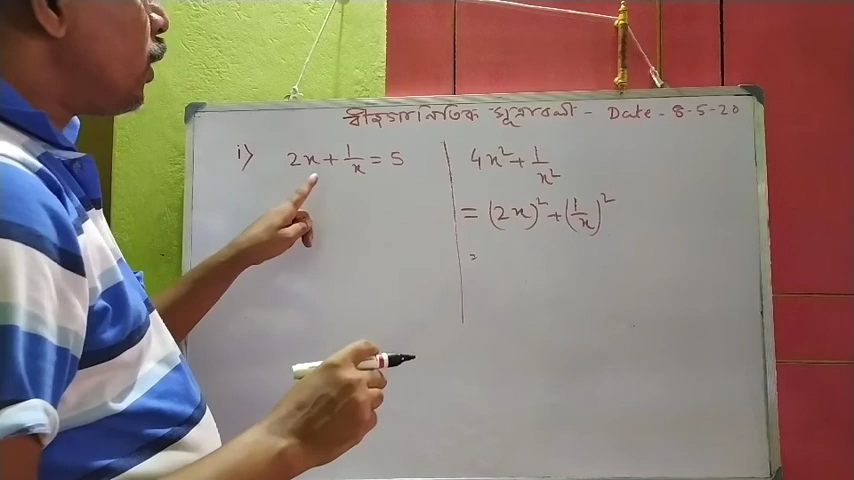 বীজগাণিতিক সূত্রাবলী - Date - 8-5-20
i> 2x + 1/x = 5
4x² + 1/x²
= (2x)² + (1/x)²
=